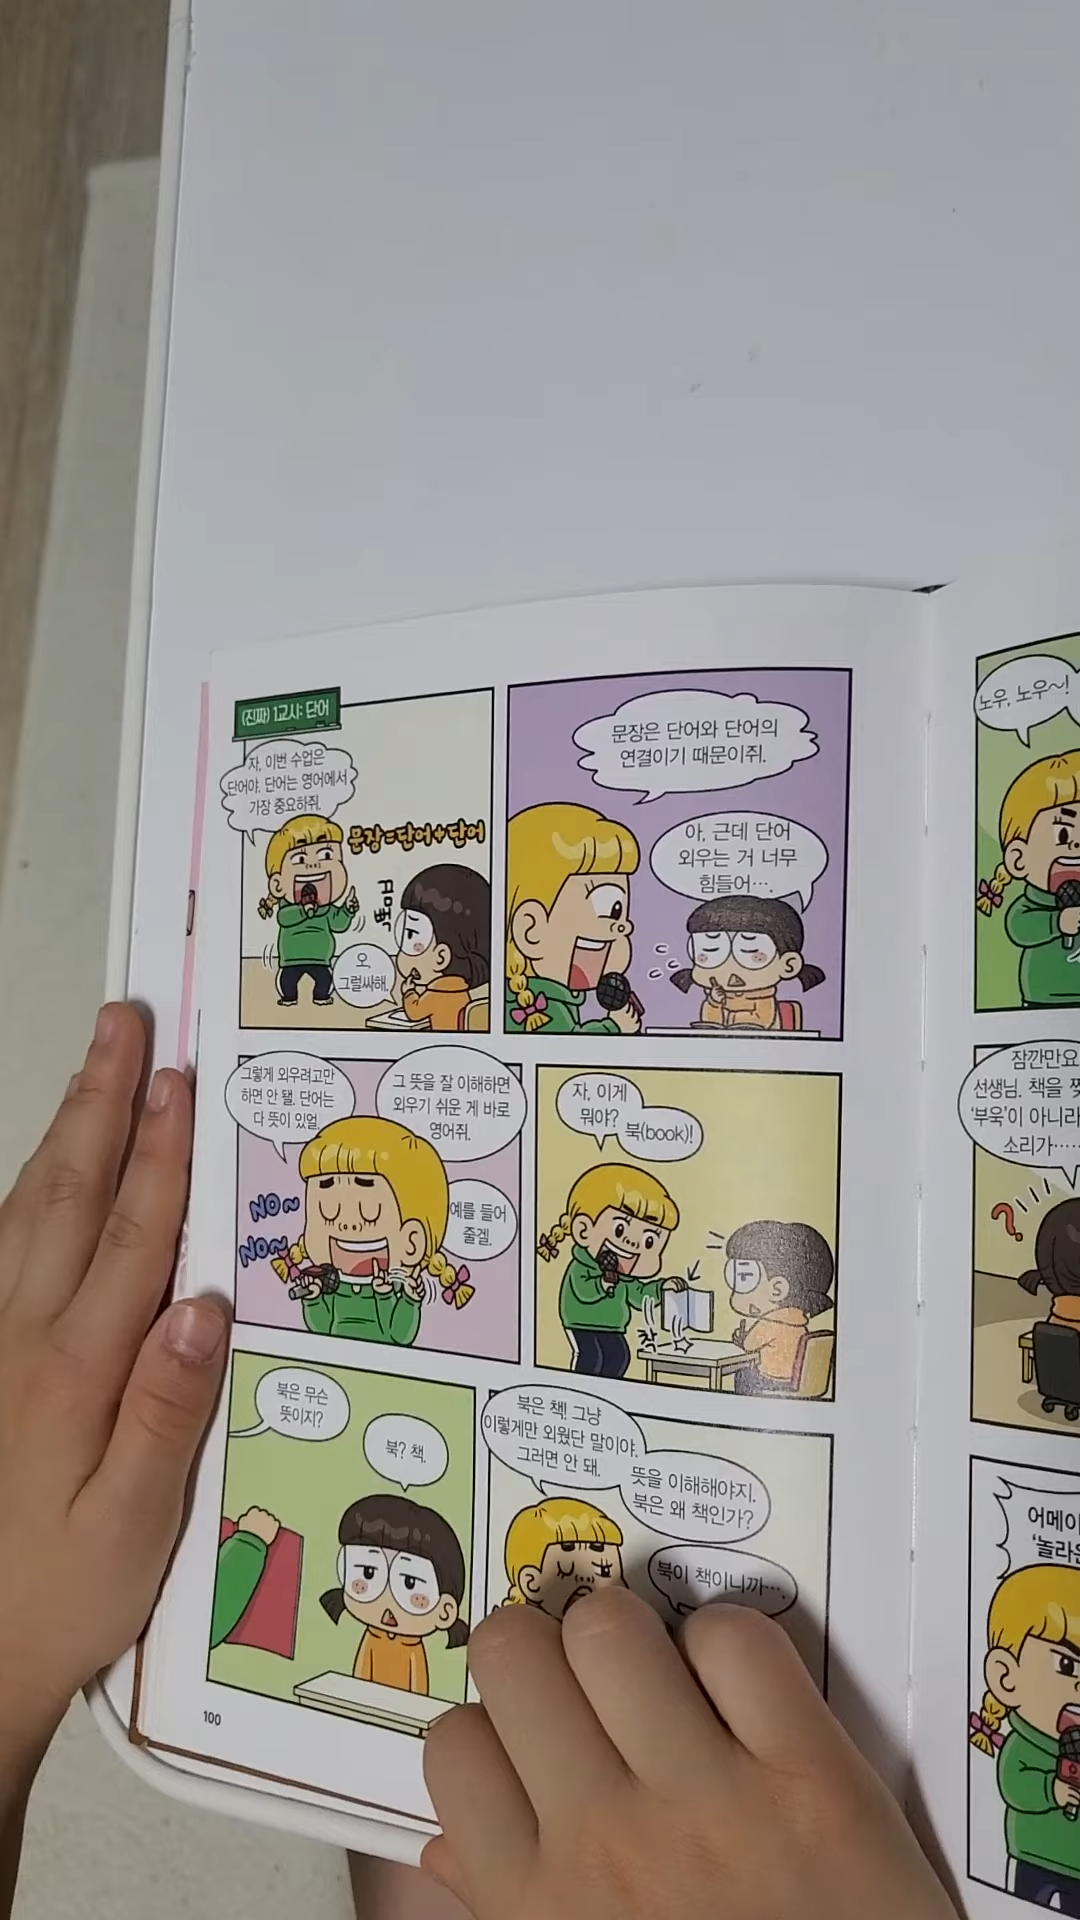 (진짜) 1교시: 단어
자, 이번 수업은
단어야. 단어는 영어에서
가장 중요하쥐.
문장=단어+단어
빼꼼
오,
그럴싸해.
문장은 단어와 단어의
연결이기 때문이쥐.
아, 근데 단어
외우는 거 너무
힘들어….
그렇게 외우려고만
하면 안 됄. 단어는
다 뜻이 있얼.
그 뜻을 잘 이해하면
외우기 쉬운 게 바로
영어쥐.
예를 들어
줄겔.
NO~
NO~
자, 이게
뭐야?
북(book)!
착
북은 무슨
뜻이지?
북? 책.
북은 책! 그냥
이렇게만 외웠단 말이야.
그러면 안 돼.
뜻을 이해해야지.
북은 왜 책인가?
북이 책이니까….
100
노우, 노우~!
잠깐만요
선생님. 책을 찢
'부욱'이 아니라
소리가…
?
어메이
'놀라운